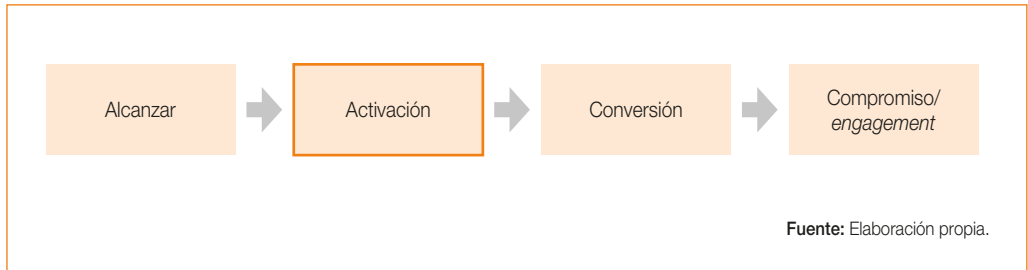 Alcanzar
Activación
Conversión
Compromiso/
engagement
Fuente: Elaboración propia.